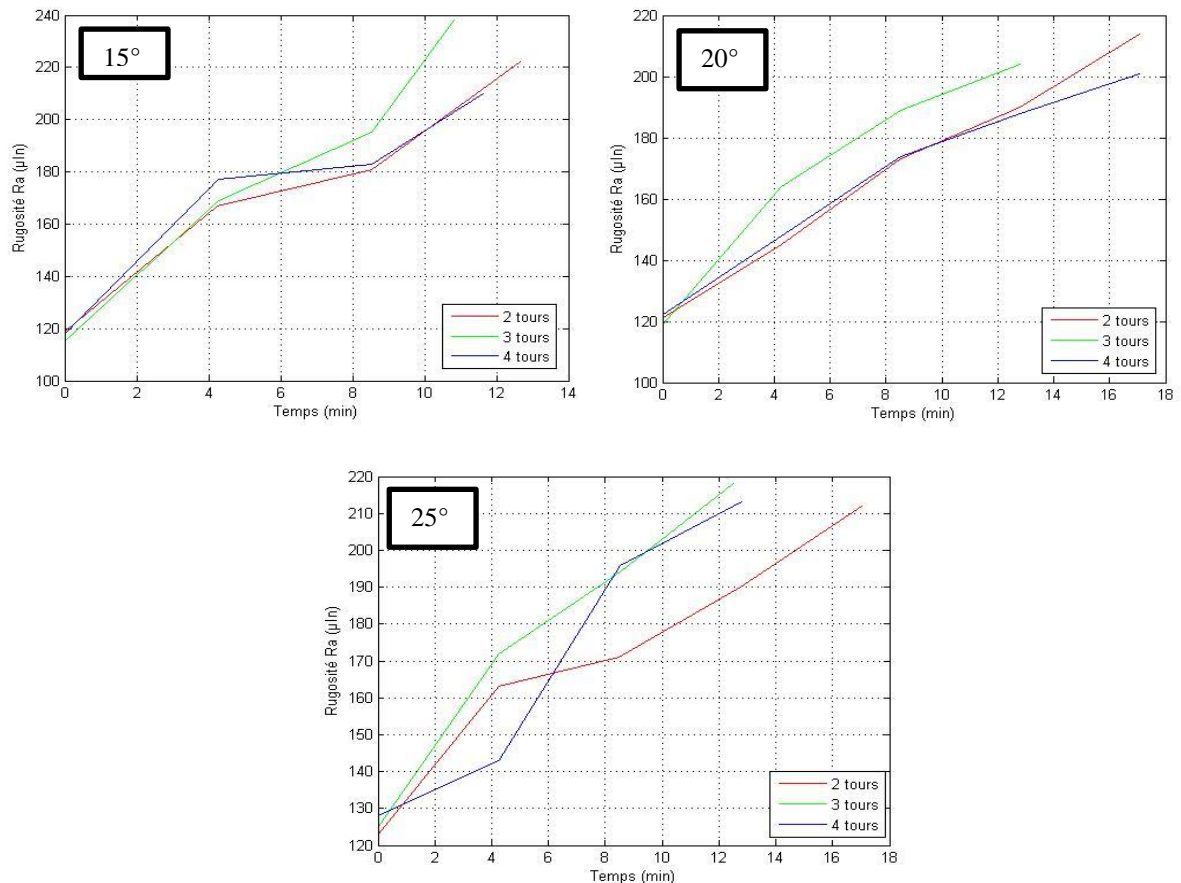 15°
240
220
200
180
160
140
120
100
Rugosité Ra (µIn)
0 2 4 6 8 10 12 14
Temps (min)
2 tours
3 tours
4 tours
20°
220
200
180
160
140
120
100
Rugosité Ra (µIn)
0 2 4 6 8 10 12 14 16 18
Temps (min)
2 tours
3 tours
4 tours
25°
220
210
200
190
180
170
160
150
140
130
120
Rugosité Ra (µIn)
0 2 4 6 8 10 12 14 16 18
Temps (min)
2 tours
3 tours
4 tours